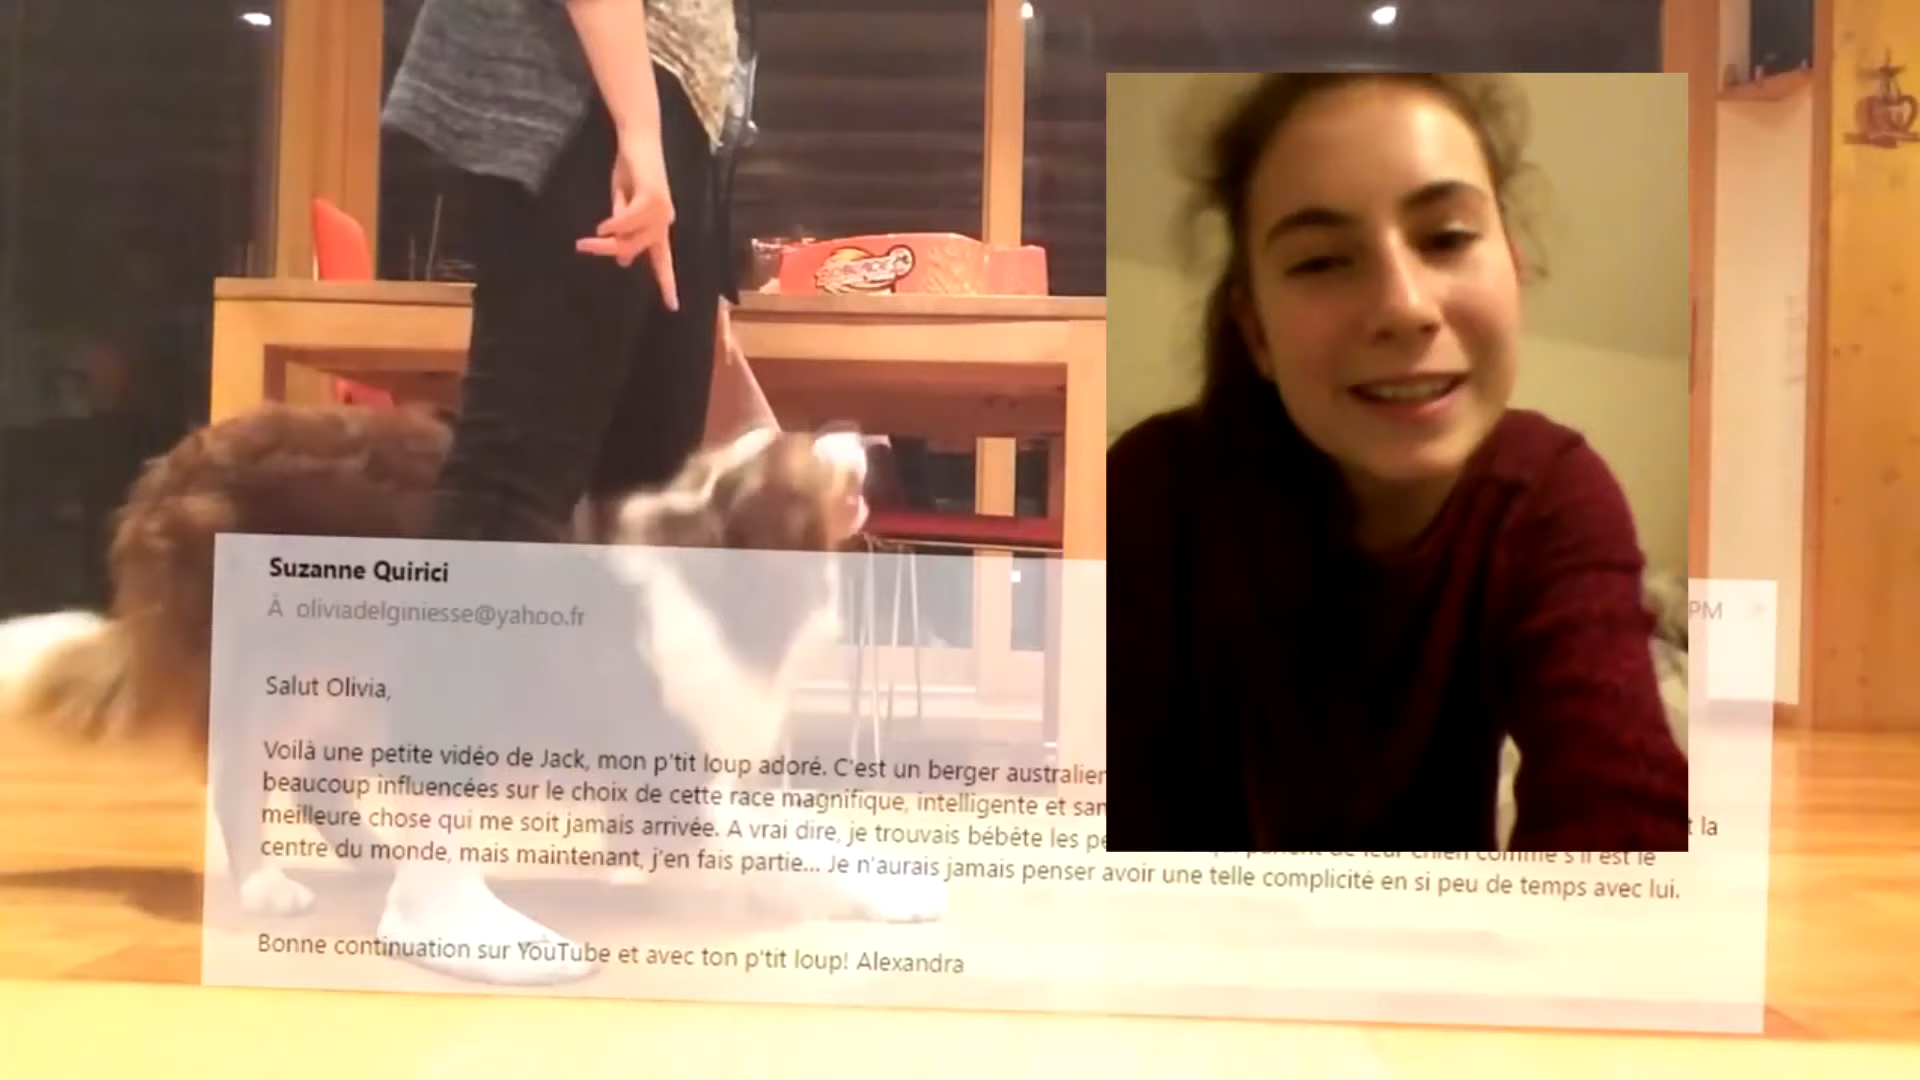 Suzanne Quirici
À oliviadelginiesse@yahoo.fr
PM
Salut Olivia,
Voilà une petite vidéo de Jack, mon p'tit loup adoré. C'est un berger australien
beaucoup influencées sur le choix de cette race magnifique, intelligente et
meilleure chose qui me soit jamais arrivée. A vrai dire, je trouvais bébête les la
centre du monde, mais maintenant, j'en fais partie... Je n'aurais jamais penser avoir une telle complicité en si peu de temps avec lui.
Bonne continuation sur YouTube et avec ton p'tit loup! Alexandra